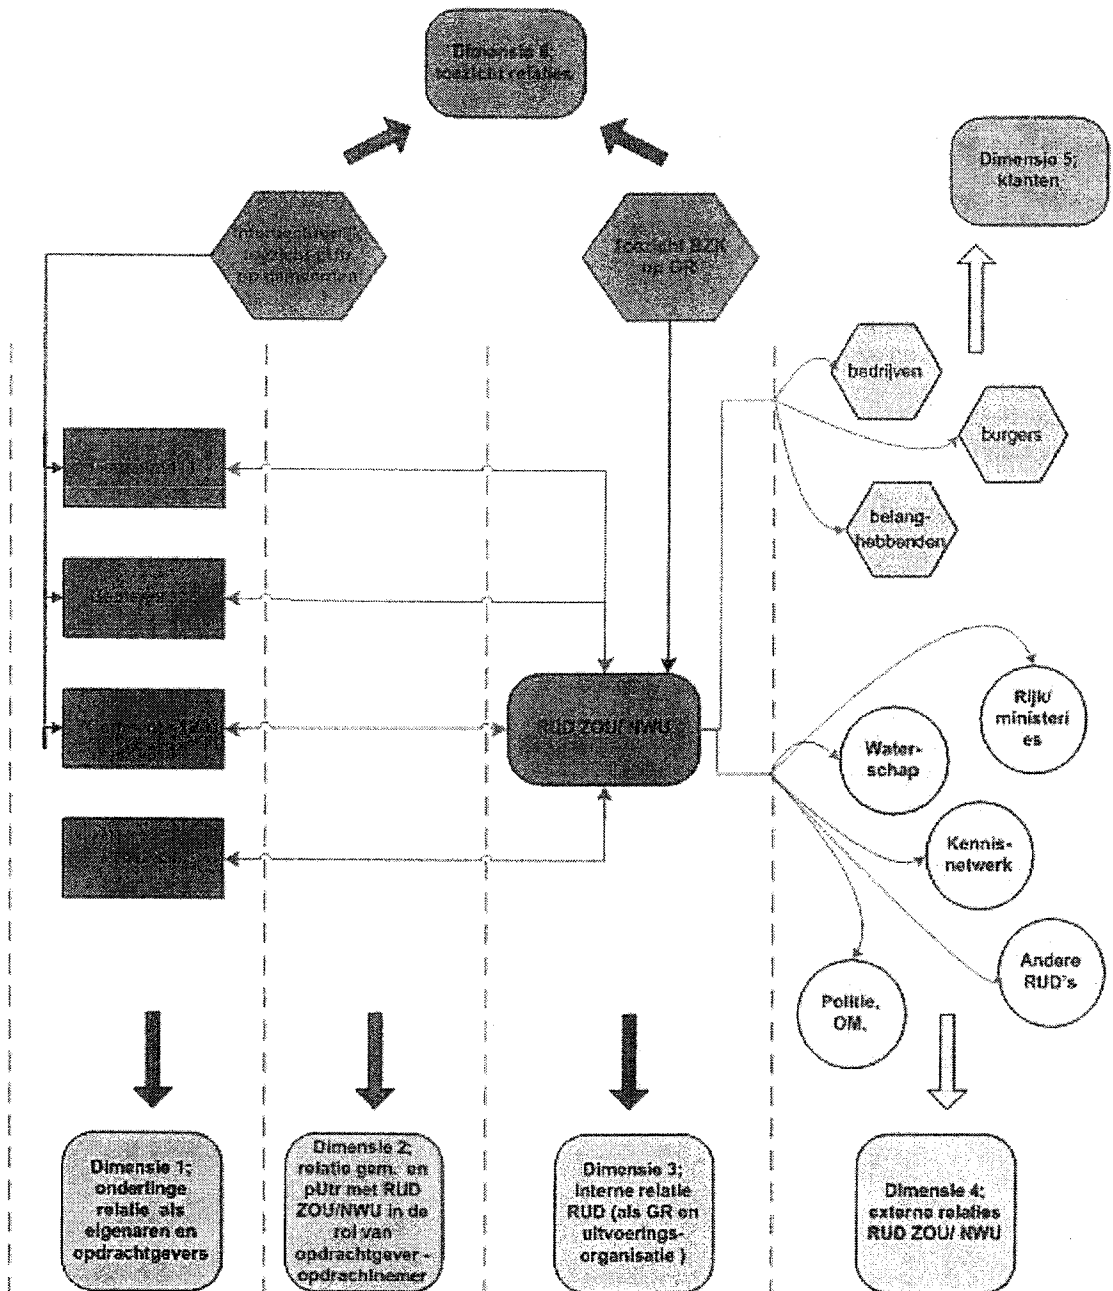 Dimensie 6;
toezicht relaties
Dimensie 5;
klanten
Toezicht BZK
op GR
bedrijven
burgers
belang-
hebbenden
RUD ZOU/ NWU
Rijk/
ministeri
es
Water-
schap
Kennis-
netwerk
Andere
RUD's
Politie,
OM,
Dimensie 1;
onderlinge
relatie als
eigenaren en
opdrachtgevers
Dimensie 2;
relatie gem. en
pUtr met RUD
ZOU/NWU in de
rol van
opdrachtgever -
opdrachtnemer
Dimensie 3;
Interne relatie
RUD (als GR en
uitvoerings-
organisatie )
Dimensie 4;
externe relaties
RUD ZOU/ NWU